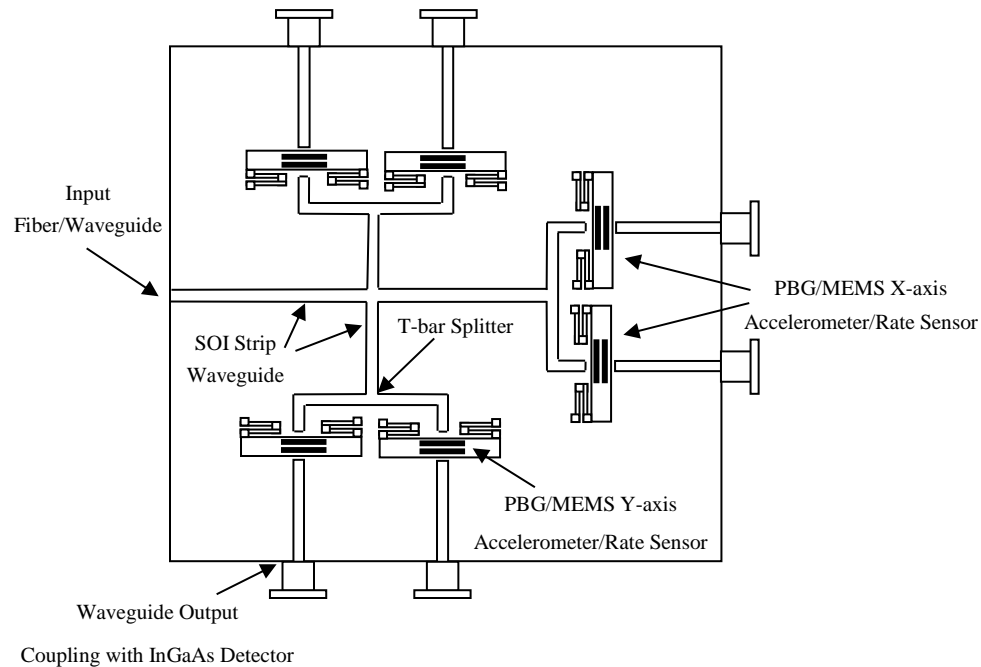 Input
Fiber/Waveguide
SOI Strip
Waveguide
T-bar Splitter
PBG/MEMS X-axis
Accelerometer/Rate Sensor
PBG/MEMS Y-axis
Accelerometer/Rate Sensor
Waveguide Output
Coupling with InGaAs Detector